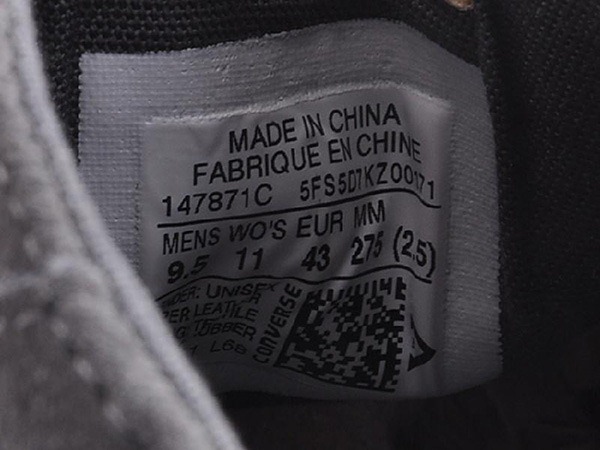 MADE IN CHINA
FABRIQUE EN CHINE
147871C 5FS5D7KZ00171
MENS WO'S EUR MM
9.5 11 43 275 (2.5)
UNISEX
CONVERSE